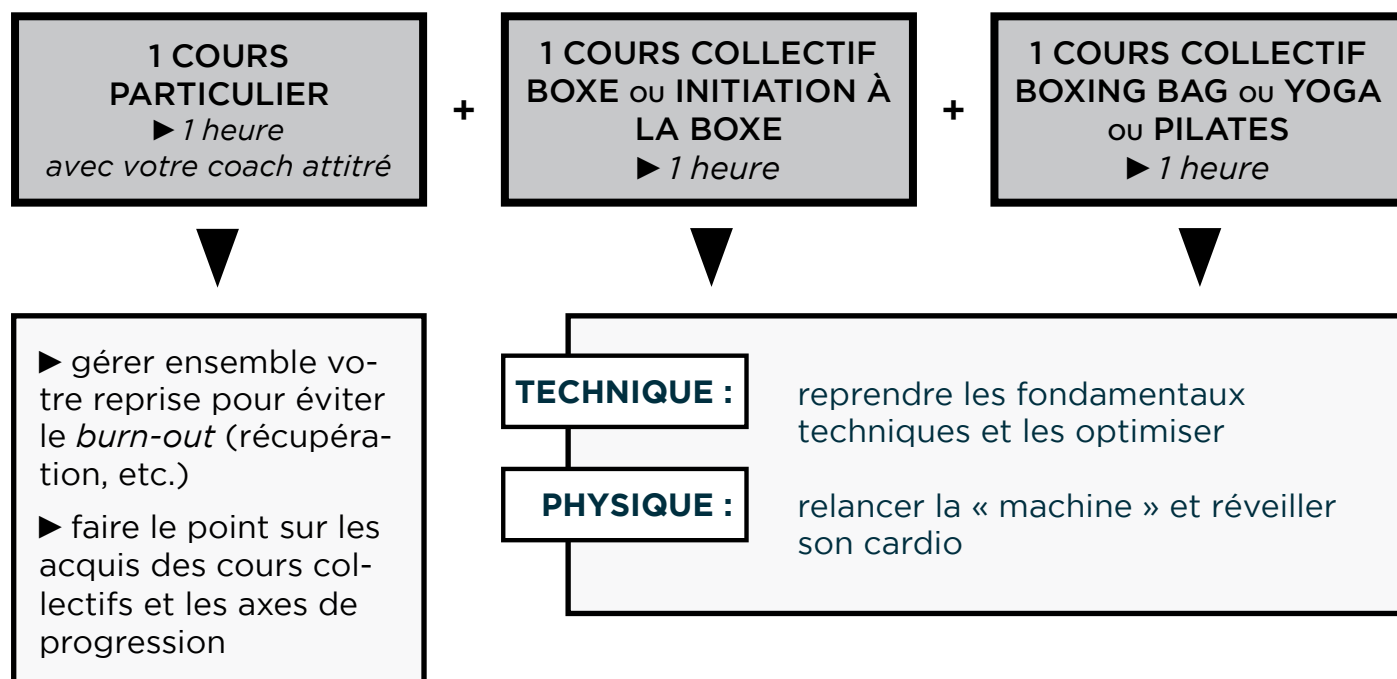 1 COURS
PARTICULIER
► 1 heure
avec votre coach attitré
+
1 COURS COLLECTIF
BOXE OU INITIATION À
LA BOXE
► 1 heure
+
1 COURS COLLECTIF
BOXING BAG OU YOGA
OU PILATES
► 1 heure
► gérer ensemble vo-
tre reprise pour éviter
le burn-out (récupéra-
tion, etc.)
► faire le point sur les
acquis des cours col-
lectifs et les axes de
progression
TECHNIQUE :
reprendre les fondamentaux
techniques et les optimiser
PHYSIQUE :
relancer la « machine » et réveiller
son cardio